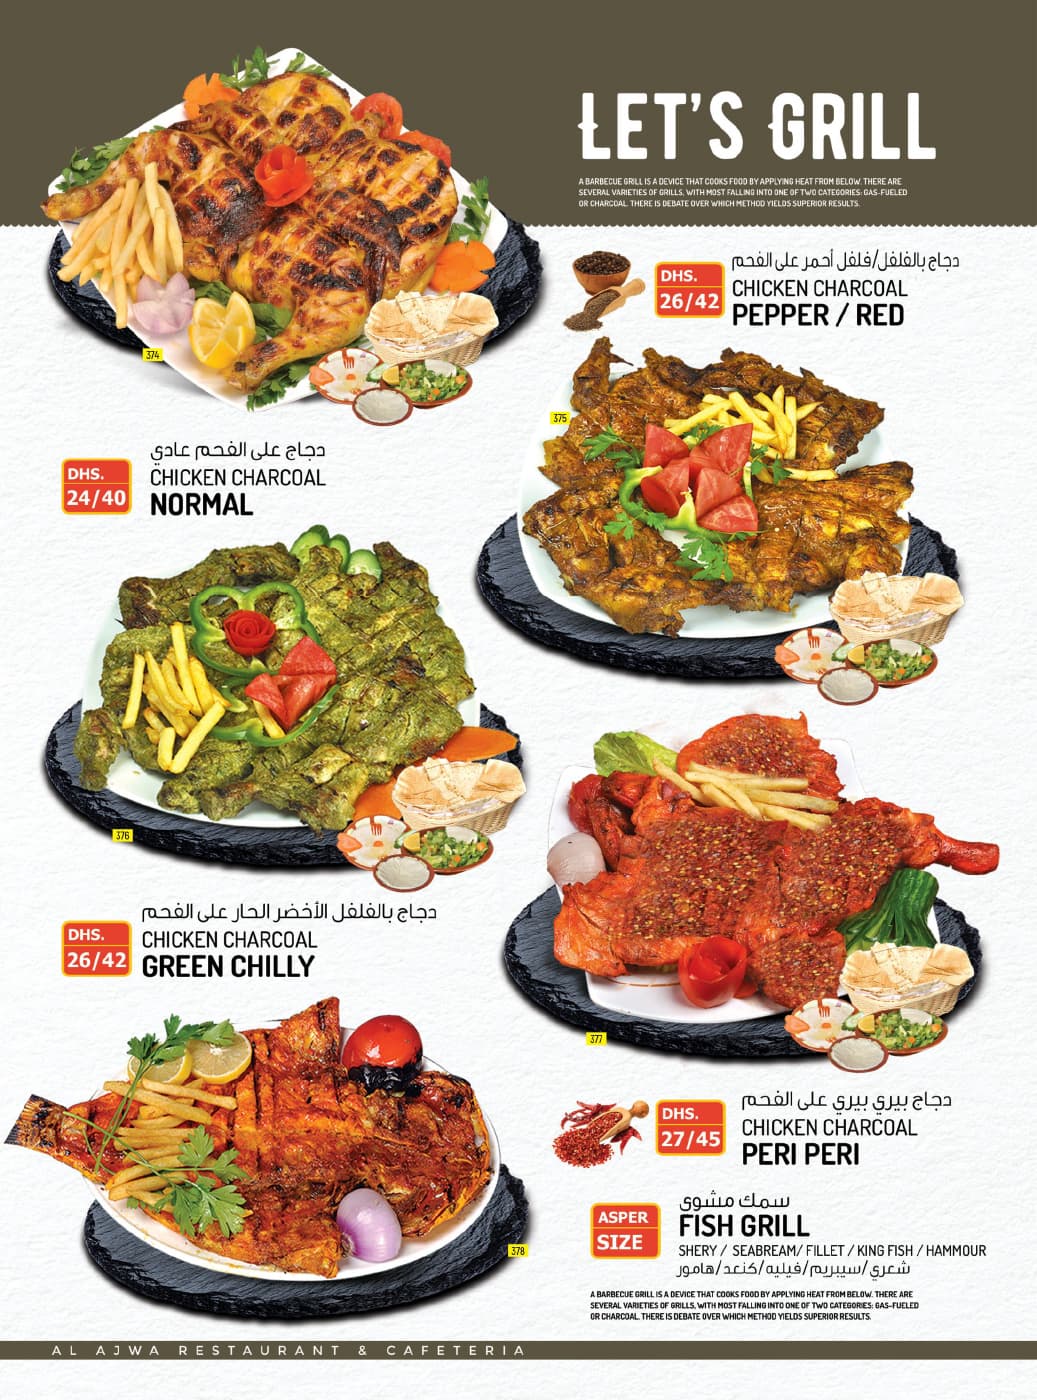 LET'S GRILL
A BARBECUE GRILL IS A DEVICE THAT COOKS FOOD BY APPLYING HEAT FROM BELOW. THERE ARE
SEVERAL VARIETIES OF GRILLS, WITH MOST FALLING INTO ONE OF TWO CATEGORIES: GAS-FUELED
OR CHARCOAL. THERE IS DEBATE OVER WHICH METHOD YIELDS SUPERIOR RESULTS.
374
دجاج على الفحم عادي
DHS.
24/40
CHICKEN CHARCOAL
NORMAL
دجاج بالفلفل/فلفل أحمر على الفحم
DHS.
26/42
CHICKEN CHARCOAL
PEPPER / RED
375
376
دجاج بالفلفل الأخضر الحار على الفحم
DHS.
26/42
CHICKEN CHARCOAL
GREEN CHILLY
377
دجاج بيري بيري على الفحم
DHS.
27/45
CHICKEN CHARCOAL
PERI PERI
378
سمك مشوى
ASPER
SIZE
FISH GRILL
SHERY / SEABREAM/ FILLET / KING FISH / HAMMOUR
شعري/سيبريم/فيليه/كنعد/هامور
A BARBECUE GRILL IS A DEVICE THAT COOKS FOOD BY APPLYING HEAT FROM BELOW. THERE ARE
SEVERAL VARIETIES OF GRILLS, WITH MOST FALLING INTO ONE OF TWO CATEGORIES: GAS-FUELED
OR CHARCOAL. THERE IS DEBATE OVER WHICH METHOD YIELDS SUPERIOR RESULTS.
AL AJWA RESTAURANT & CAFETERIA